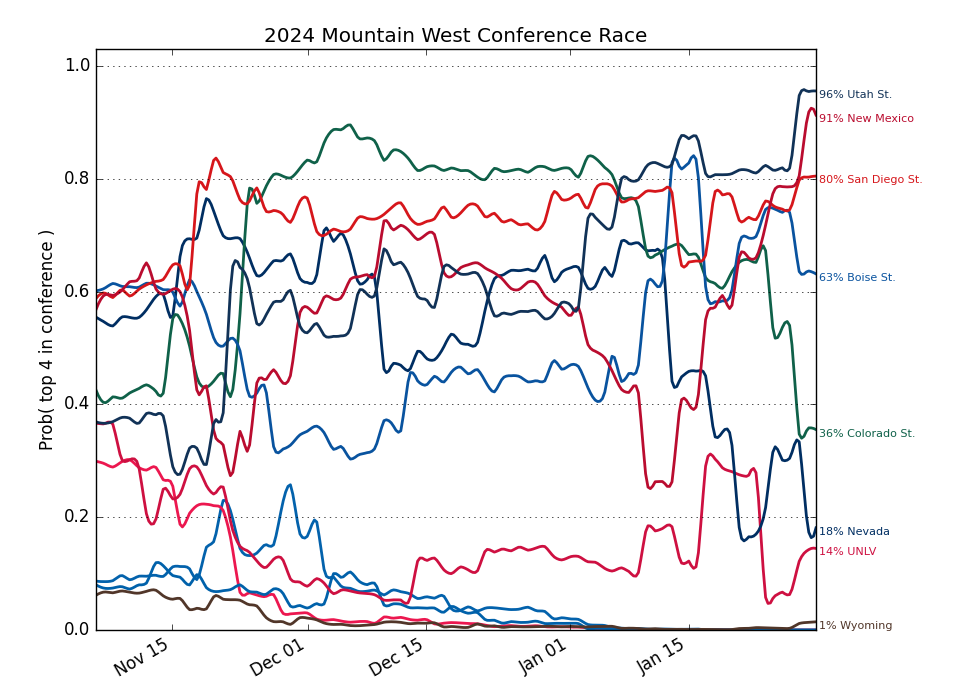 2024 Mountain West Conference Race
Prob( top 4 in conference )
1.0
0.8
0.6
0.4
0.2
0.0
Nov 15
Dec 01
Dec 15
Jan 01
Jan 15
96% Utah St.
91% New Mexico
80% San Diego St.
63% Boise St.
36% Colorado St.
18% Nevada
14% UNLV
1% Wyoming